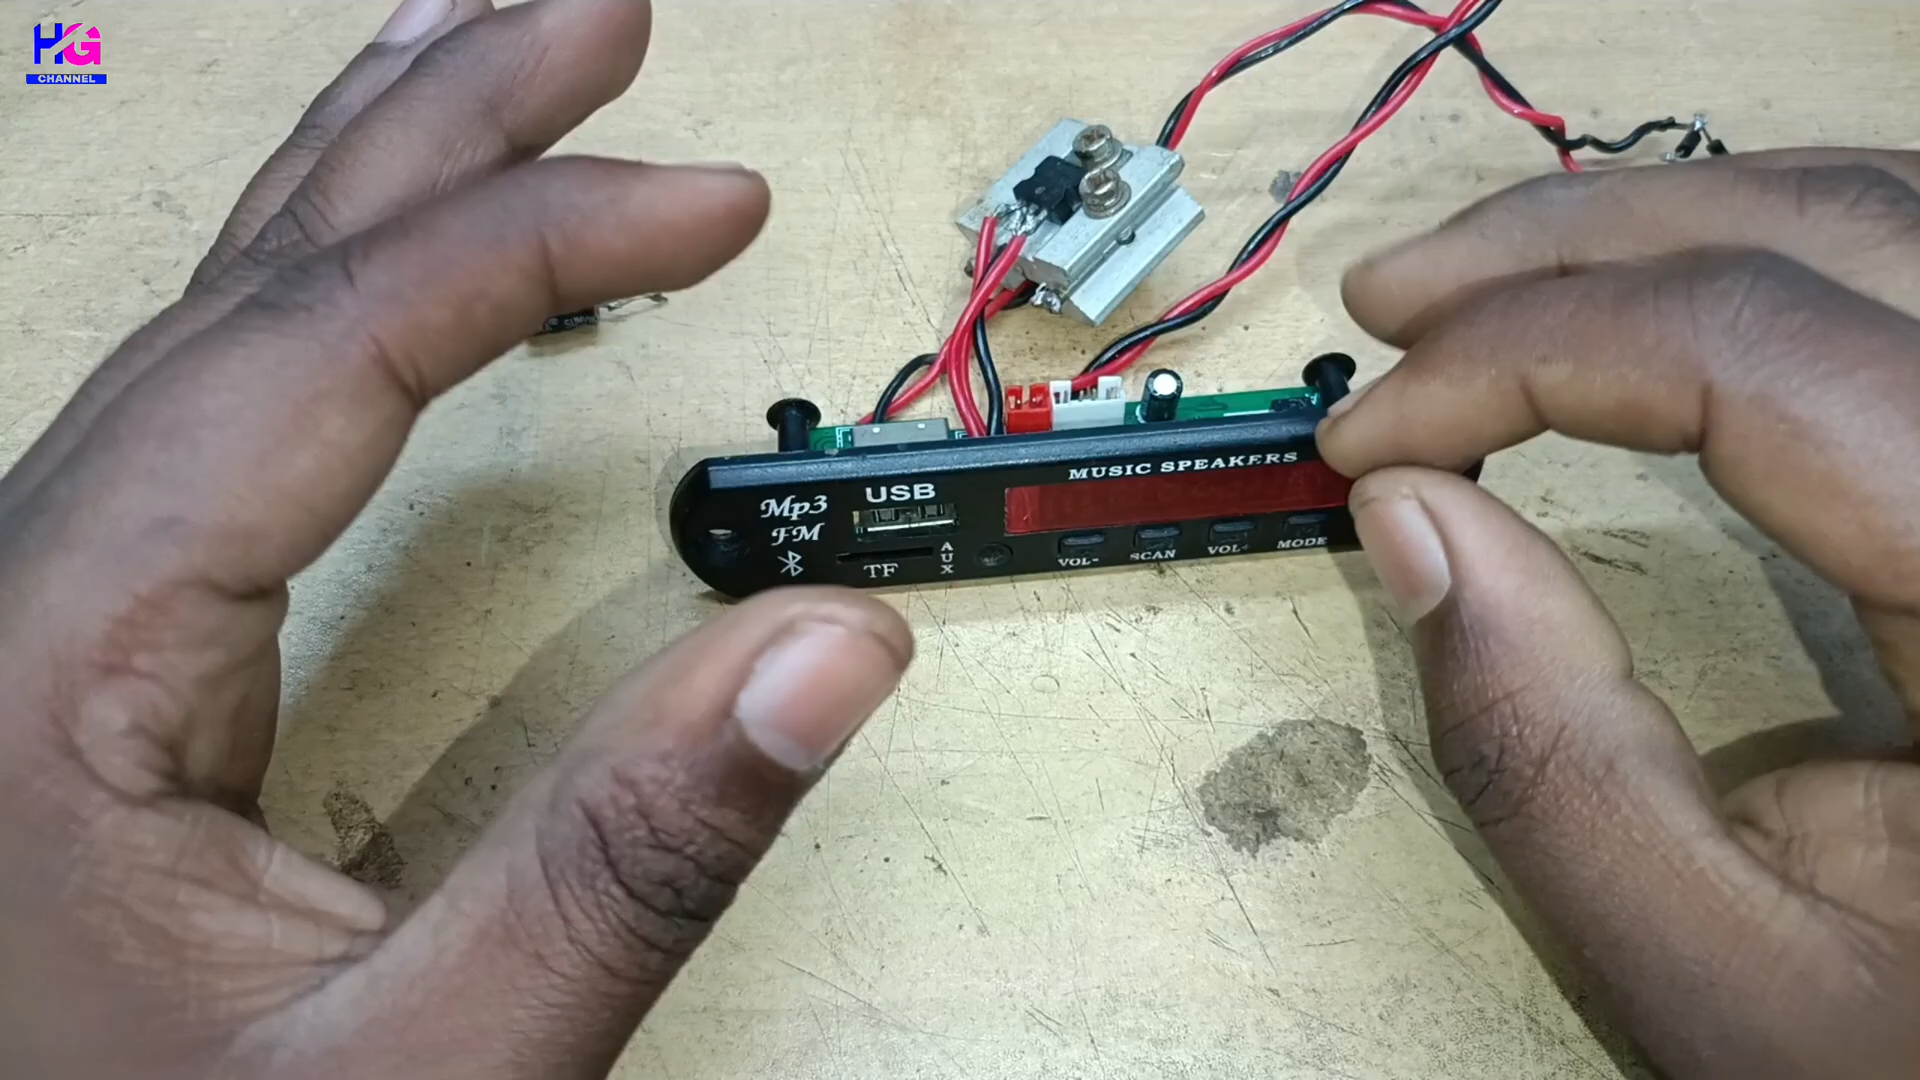 HG
CHANNEL
MUSIC SPEAKERS
Mp3
USB
FM
TF
AUX
VOL-
SCAN
VOL+
MODE